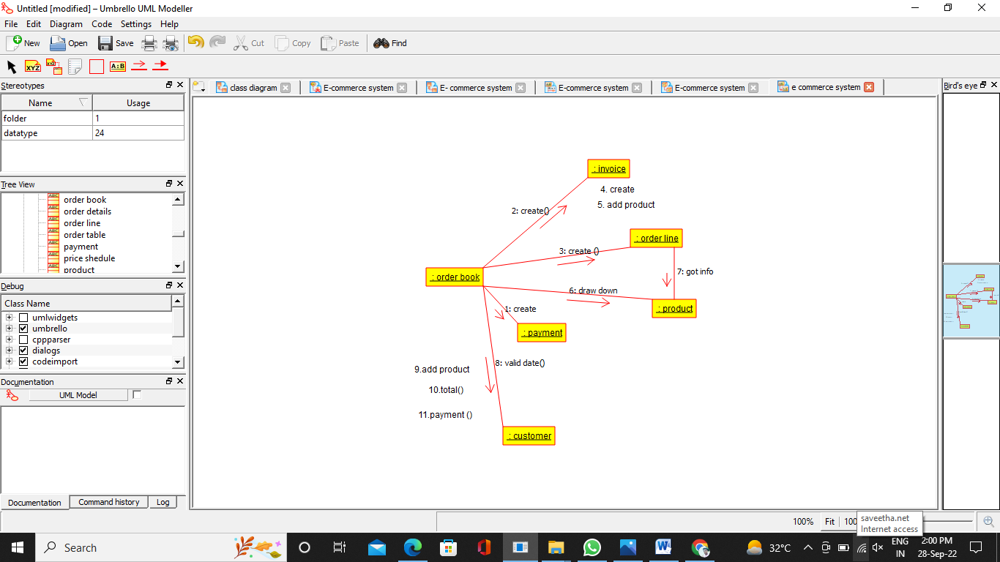 Untitled [modified] – Umbrello UML Modeller
File Edit Diagram Code Settings Help
New Open Save Cut Copy Paste Find
XYZ XYZ A:B
Stereotypes
Name Usage
folder 1
datatype 24
Tree View
order book
order details
order line
order table
payment
price shedule
product
Debug
Class Name
umlwidgets
umbrello
cppparser
dialogs
codeimport
Documentation
UML Model
Documentation Command history Log
class diagram E-commerce system E- commerce system E-commerce system E-commerce system e commerce system
: invoice
4. create
5. add product
2: create()
: order line
3: create ()
7: got info
: order book
6: draw down
: product
1: create
: payment
8: valid date()
9.add product
10.total()
11.payment ()
: customer
Bird's eye
100% Fit 100
saveetha.net
Internet access
Search
32°C
ENG
IN
2:00 PM
28-Sep-22